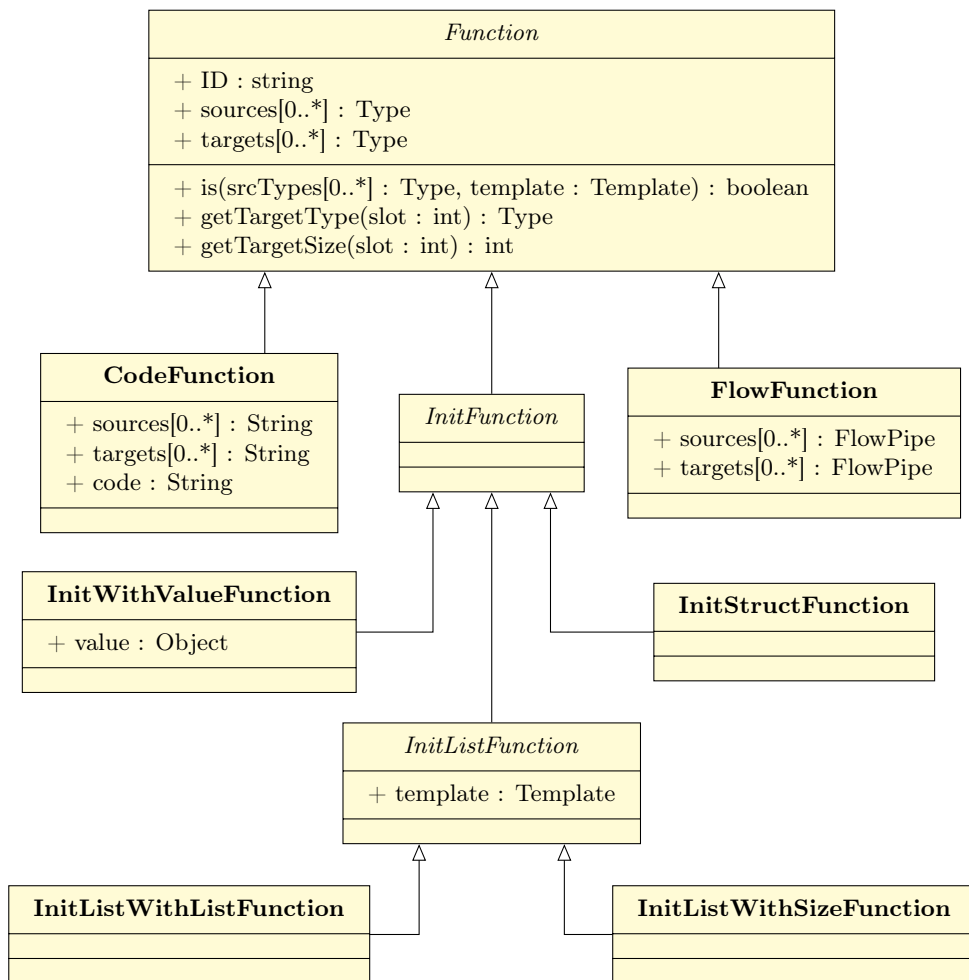 Function
+ ID : string
+ sources[0..*] : Type
+ targets[0..*] : Type
+ is(srcTypes[0..*] : Type, template : Template) : boolean
+ getTargetType(slot : int) : Type
+ getTargetSize(slot : int) : int
CodeFunction
+ sources[0..*] : String
+ targets[0..*] : String
+ code : String
InitFunction
FlowFunction
+ sources[0..*] : FlowPipe
+ targets[0..*] : FlowPipe
InitWithValueFunction
+ value : Object
InitStructFunction
InitListFunction
+ template : Template
InitListWithListFunction
InitListWithSizeFunction